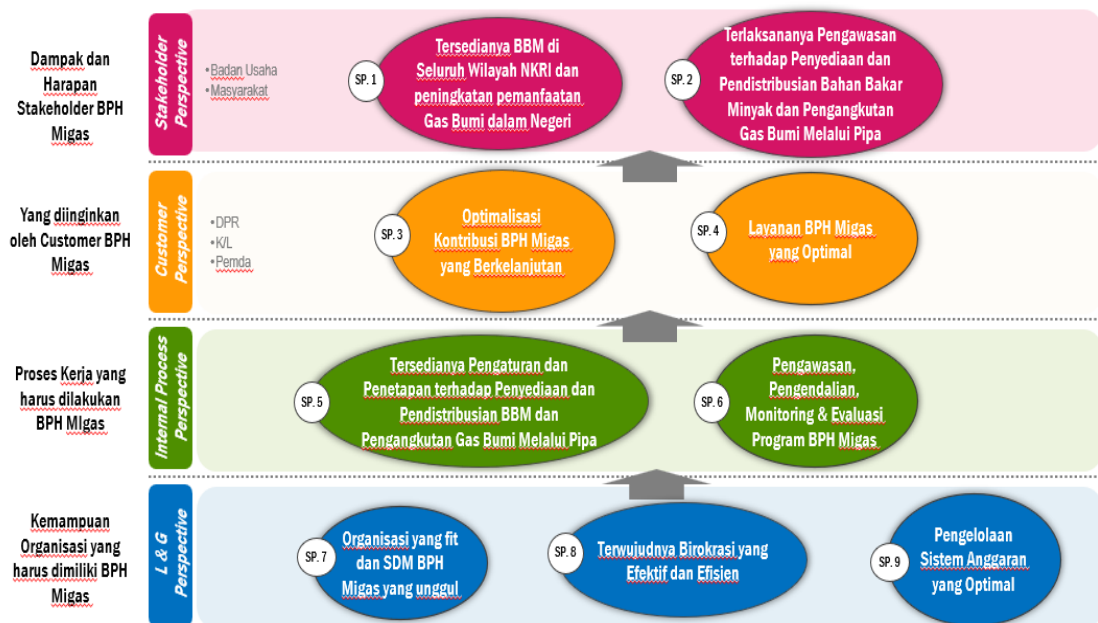 Dampak dan
Harapan
Stakeholder BPH
Migas
Stakeholder
Perspective
•Badan Usaha
•Masyarakat
SP. 1
Tersedianya BBM di
Seluruh Wilayah NKRI dan
peningkatan pemanfaatan
Gas Bumi dalam Negeri
SP. 2
Terlaksananya Pengawasan
terhadap Penyediaan dan
Pendistribusian Bahan Bakar
Minyak dan Pengangkutan
Gas Bumi Melalui Pipa
Yang diinginkan
oleh Customer BPH
Migas
Customer
Perspective
•DPR
•K/L
•Pemda
SP. 3
Optimalisasi
Kontribusi BPH Migas
yang Berkelanjutan
SP. 4
Layanan BPH Migas
yang Optimal
Proses Kerja yang
harus dilakukan
BPH MIgas
Internal Process
Perspective
SP. 5
Tersedianya Pengaturan dan
Penetapan terhadap Penyediaan dan
Pendistribusian BBM dan
Pengangkutan Gas Bumi Melalui Pipa
SP. 6
Pengawasan,
Pengendalian,
Monitoring & Evaluasi
Program BPH Migas
Kemampuan
Organisasi yang
harus dimiliki BPH
Migas
L & G
Perspective
SP. 7
Organisasi yang fit
dan SDM BPH
Migas yang unggul
SP. 8
Terwujudnya Birokrasi yang
Efektif dan Efisien
SP. 9
Pengelolaan
Sistem Anggaran
yang Optimal